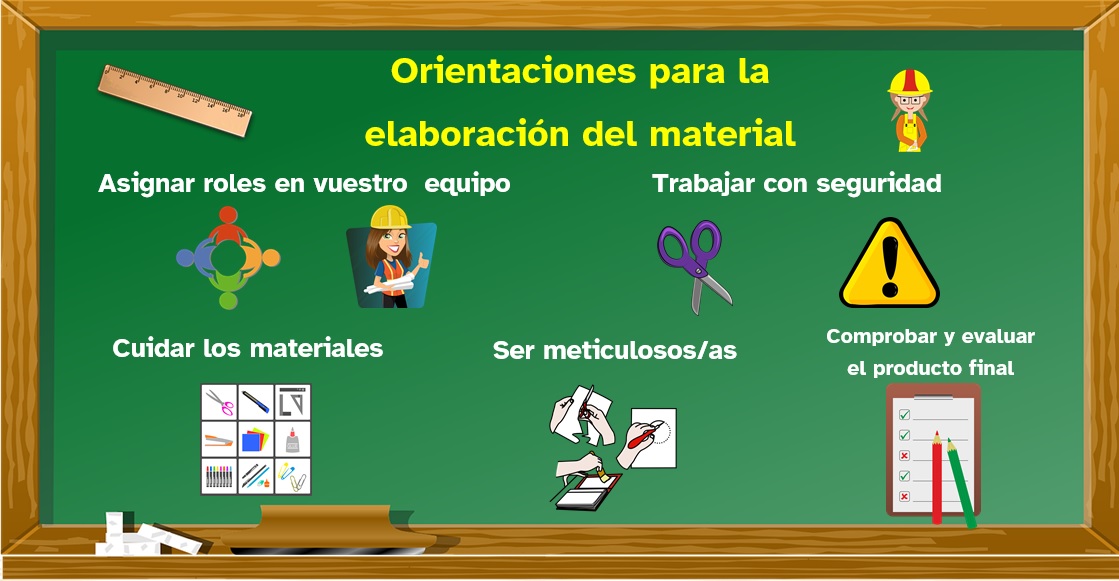 Orientaciones para la
elaboración del material
Asignar roles en vuestro  equipo
Trabajar con seguridad
Cuidar los materiales
Ser meticulosos/as
Comprobar y evaluar
el producto final